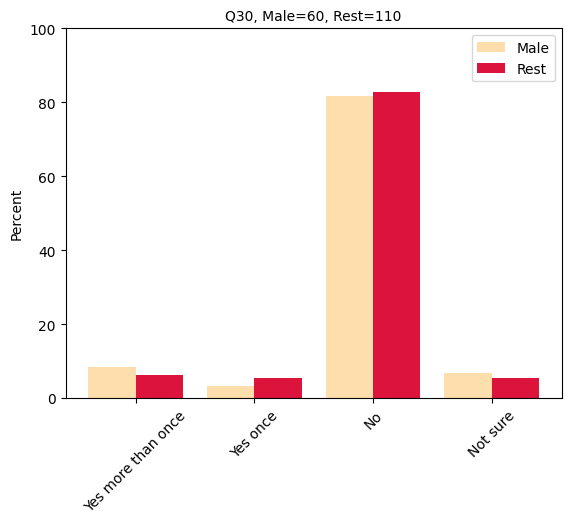 Q30, Male=60, Rest=110
100
80
60
40
20
0
Percent
Male
Rest
Yes more than once
Yes once
No
Not sure